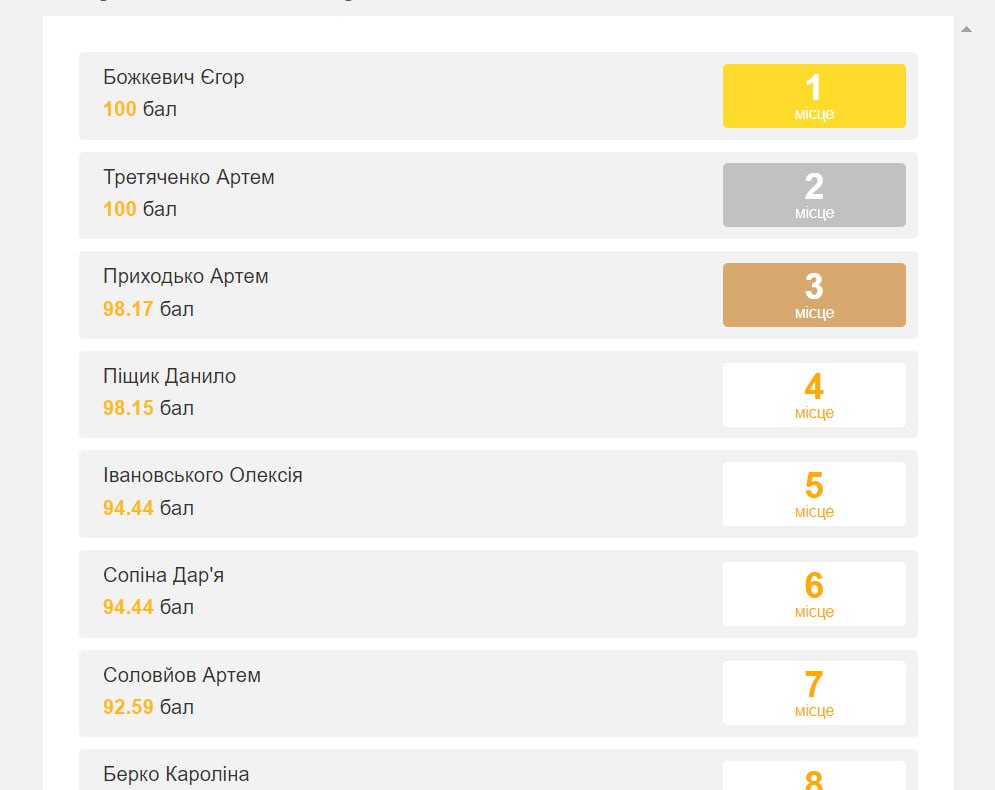 Божкевич Єгор
100 бал
1
місце
Третяченко Артем
100 бал
2
місце
Приходько Артем
98.17 бал
3
місце
Піщик Данило
98.15 бал
4
місце
Івановського Олексія
94.44 бал
5
місце
Сопіна Дар'я
94.44 бал
6
місце
Соловйов Артем
92.59 бал
7
місце
Берко Кароліна
8